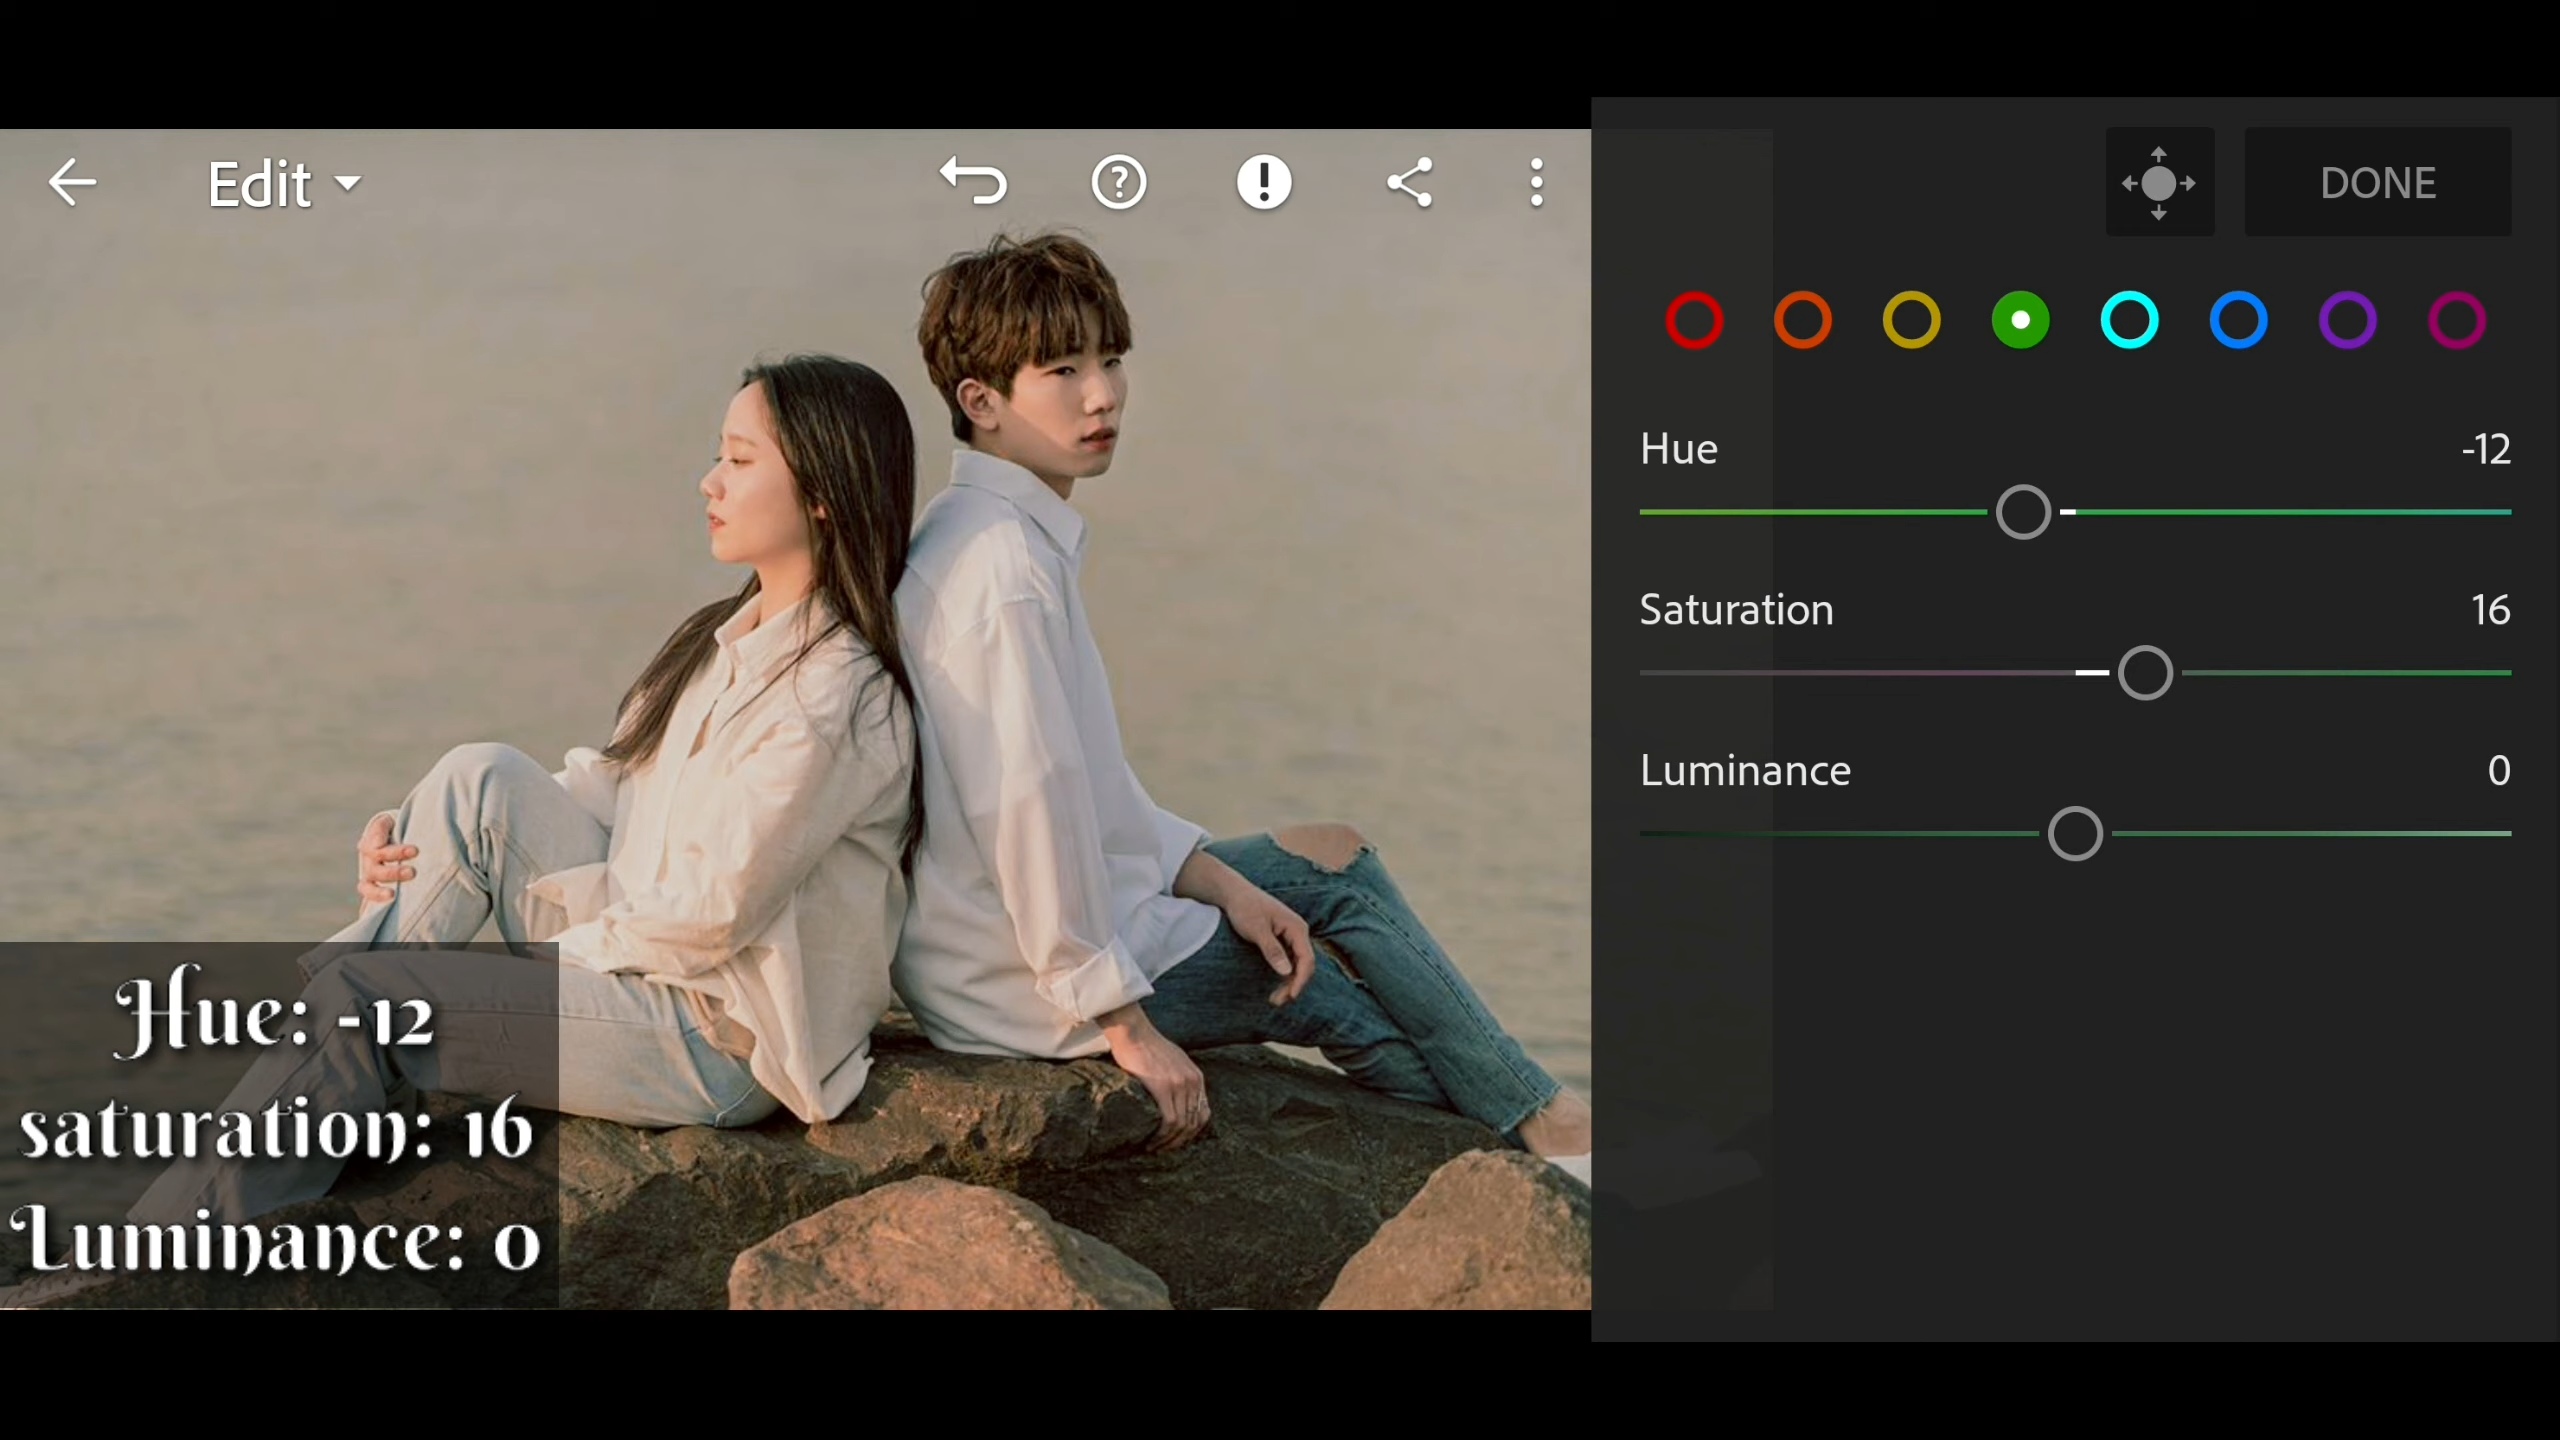 Edit
DONE
Hue -12
Saturation 16
Luminance 0
Hue: -12
saturation: 16
Luminance: 0